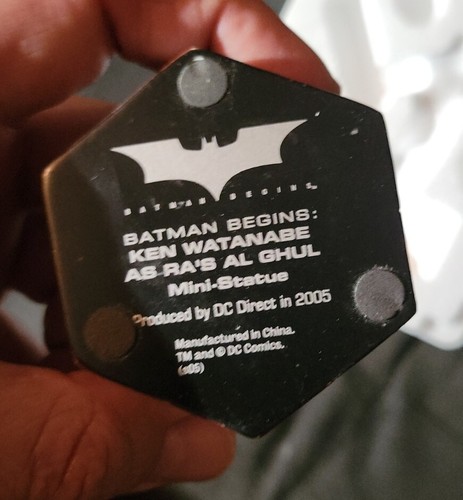 BATMAN BEGINS™
BATMAN BEGINS:
KEN WATANABE
AS RA'S AL GHUL
Mini-Statue
Produced by DC Direct in 2005
Manufactured in China.
TM and © DC Comics.
(s05)